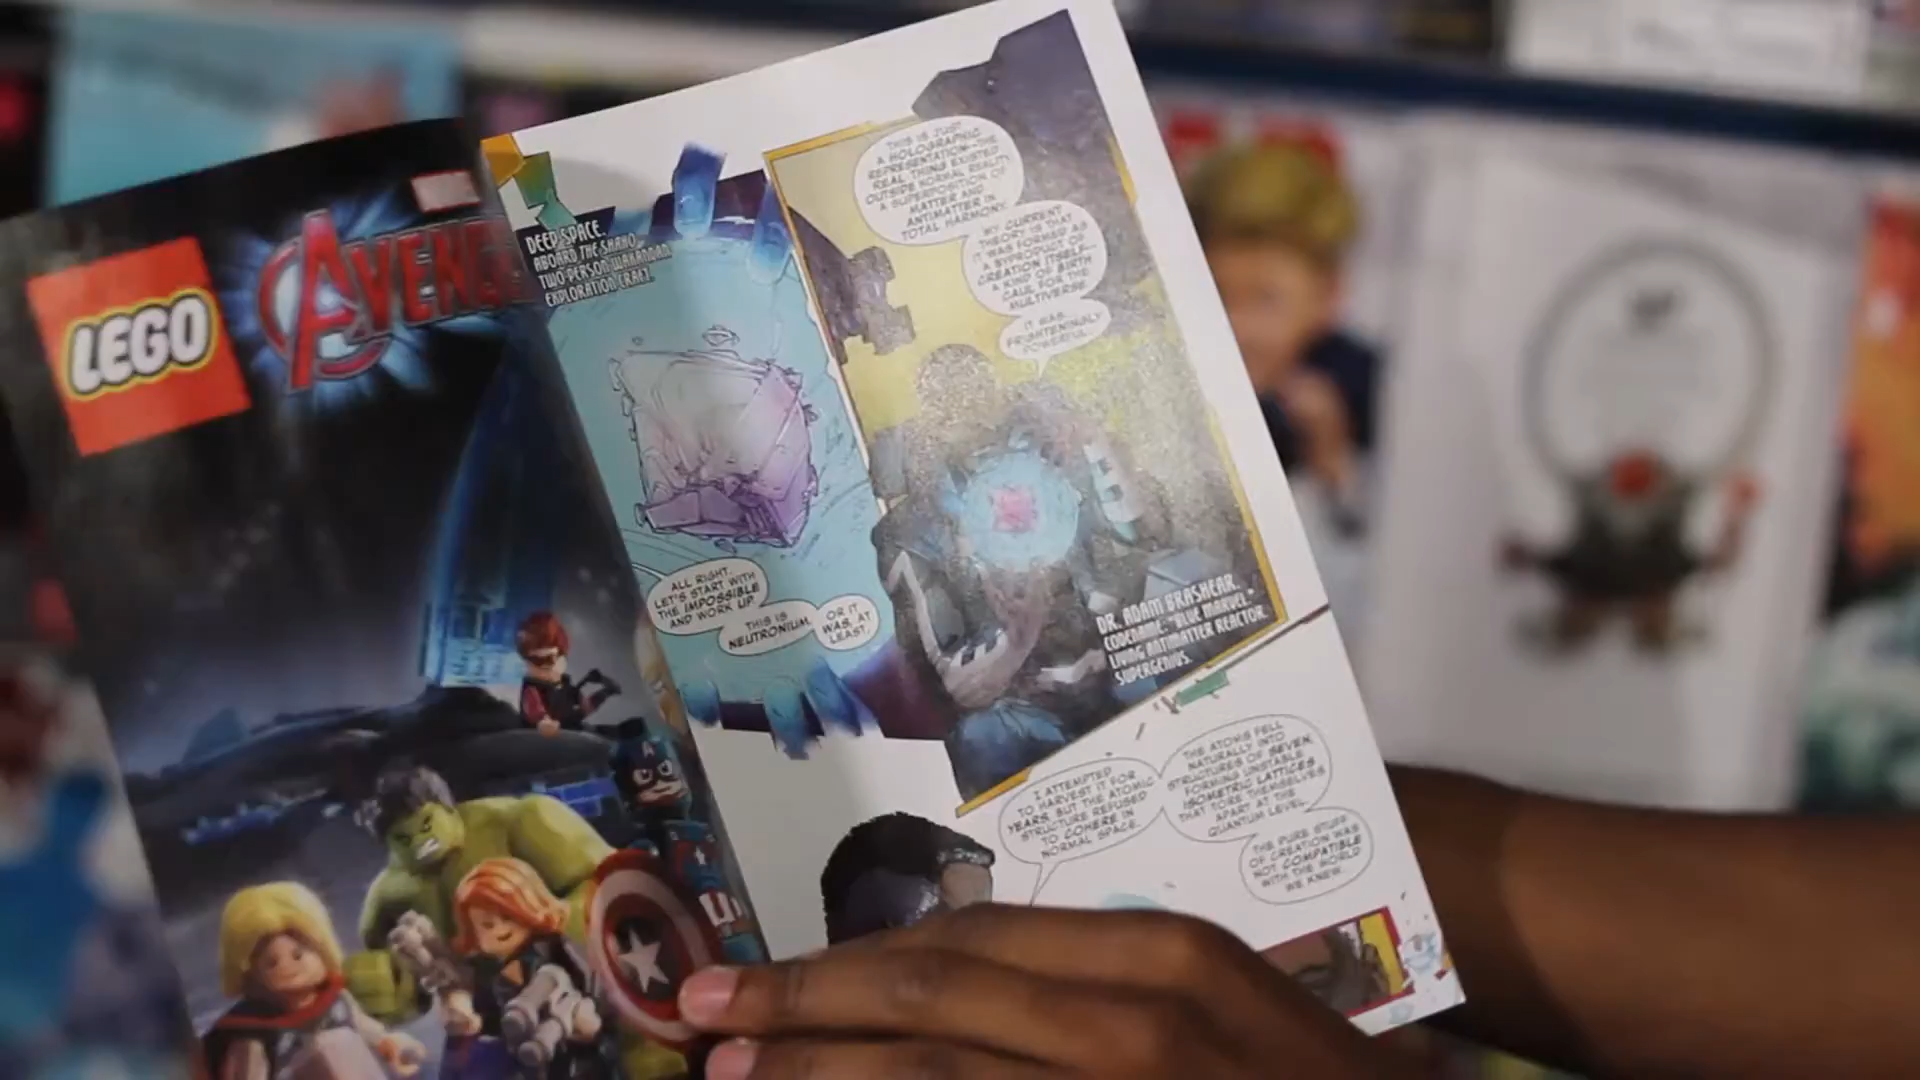 LEGO
AVENG
DEEP SPACE.
ABOARD THE SHANO
TWO-PERSON WAKANDAN
EXPLORATION CRAFT.
THIS IS JUST
A HOLOGRAPHIC
REPRESENTATION--THE
REAL THING EXISTED
OUTSIDE NORMAL REALITY,
A SUPERPOSITION OF
MATTER AND
ANTIMATTER IN
TOTAL HARMONY.
MY CURRENT
THEORY IS THAT
IT WAS FORMED AS
A BYPRODUCT OF
CREATION ITSELF--
A KIND OF BIRTH
CAUL FOR THE
MULTIVERSE.
IT WAS
FRIGHTENINGLY
POWERFUL.
ALL RIGHT.
LET'S START WITH
THE IMPOSSIBLE
AND WORK UP.
THIS IS
NEUTRONIUM.
OR IT
WAS, AT
LEAST.
DR. ADAM BRASHEAR.
CODENAME: "BLUE MARVEL."
LIVING ANTIMATTER REACTOR.
SUPERGENIUS.
I ATTEMPTED
TO HARVEST IT FOR
YEARS, BUT THE ATOMIC
STRUCTURE REFUSED
TO COHERE IN
NORMAL SPACE.
THE ATOMS FELL
NATURALLY INTO
STRUCTURES OF SEVEN,
FORMING UNSTABLE
ISOMETRIC LATTICES
THAT TORE THEMSELVES
APART AT THE
QUANTUM LEVEL.
THE PURE STUFF
OF CREATION WAS
NOT COMPATIBLE
WITH THE WORLD
WE KNEW.